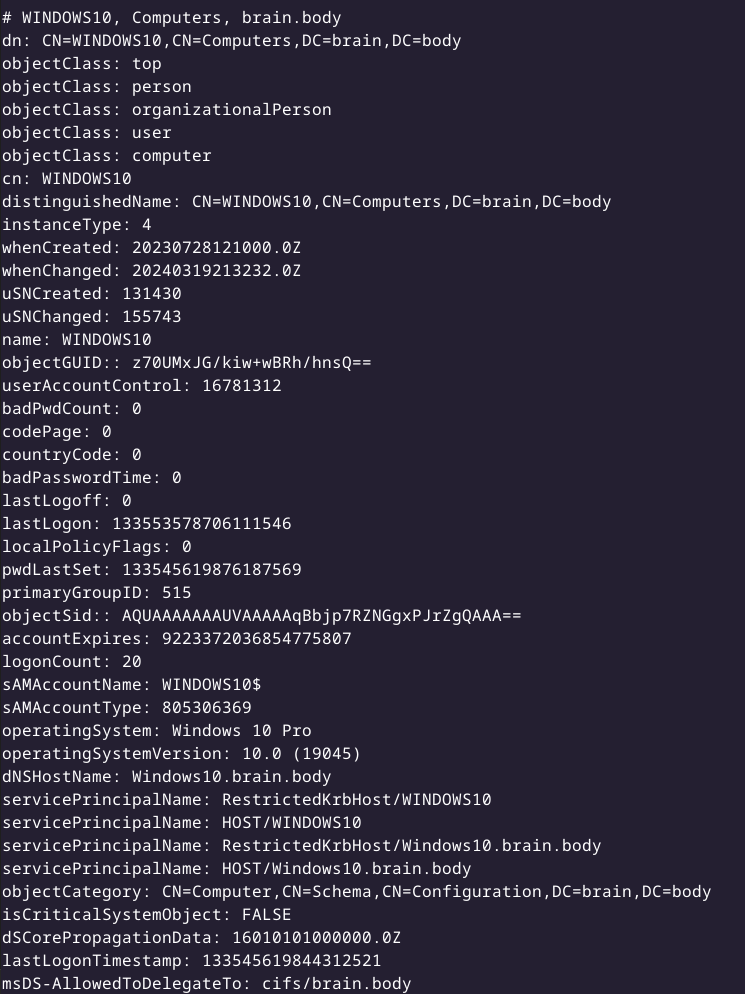 # WINDOWS10, Computers, brain.body
dn: CN=WINDOWS10,CN=Computers,DC=brain,DC=body
objectClass: top
objectClass: person
objectClass: organizationalPerson
objectClass: user
objectClass: computer
cn: WINDOWS10
distinguishedName: CN=WINDOWS10,CN=Computers,DC=brain,DC=body
instanceType: 4
whenCreated: 20230728121000.0Z
whenChanged: 20240319213232.0Z
uSNCreated: 131430
uSNChanged: 155743
name: WINDOWS10
objectGUID:: z70UMxJG/kiw+wBRh/hnsQ==
userAccountControl: 16781312
badPwdCount: 0
codePage: 0
countryCode: 0
badPasswordTime: 0
lastLogoff: 0
lastLogon: 133553578706111546
localPolicyFlags: 0
pwdLastSet: 133545619876187569
primaryGroupID: 515
objectSid:: AQUAAAAAAAUVAAAAAqBbjp7RZNGgxPJrZgQAAA==
accountExpires: 9223372036854775807
logonCount: 20
sAMAccountName: WINDOWS10$
sAMAccountType: 805306369
operatingSystem: Windows 10 Pro
operatingSystemVersion: 10.0 (19045)
dNSHostName: Windows10.brain.body
servicePrincipalName: RestrictedKrbHost/WINDOWS10
servicePrincipalName: HOST/WINDOWS10
servicePrincipalName: RestrictedKrbHost/Windows10.brain.body
servicePrincipalName: HOST/Windows10.brain.body
objectCategory: CN=Computer,CN=Schema,CN=Configuration,DC=brain,DC=body
isCriticalSystemObject: FALSE
dSCorePropagationData: 16010101000000.0Z
lastLogonTimestamp: 133545619844312521
msDS-AllowedToDelegateTo: cifs/brain.body